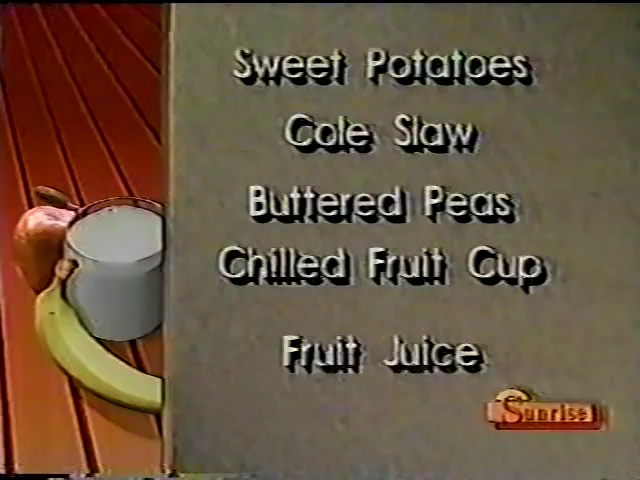 Sweet Potatoes
Cole Slaw
Buttered Peas
Chilled Fruit Cup
Fruit Juice
Sunrise